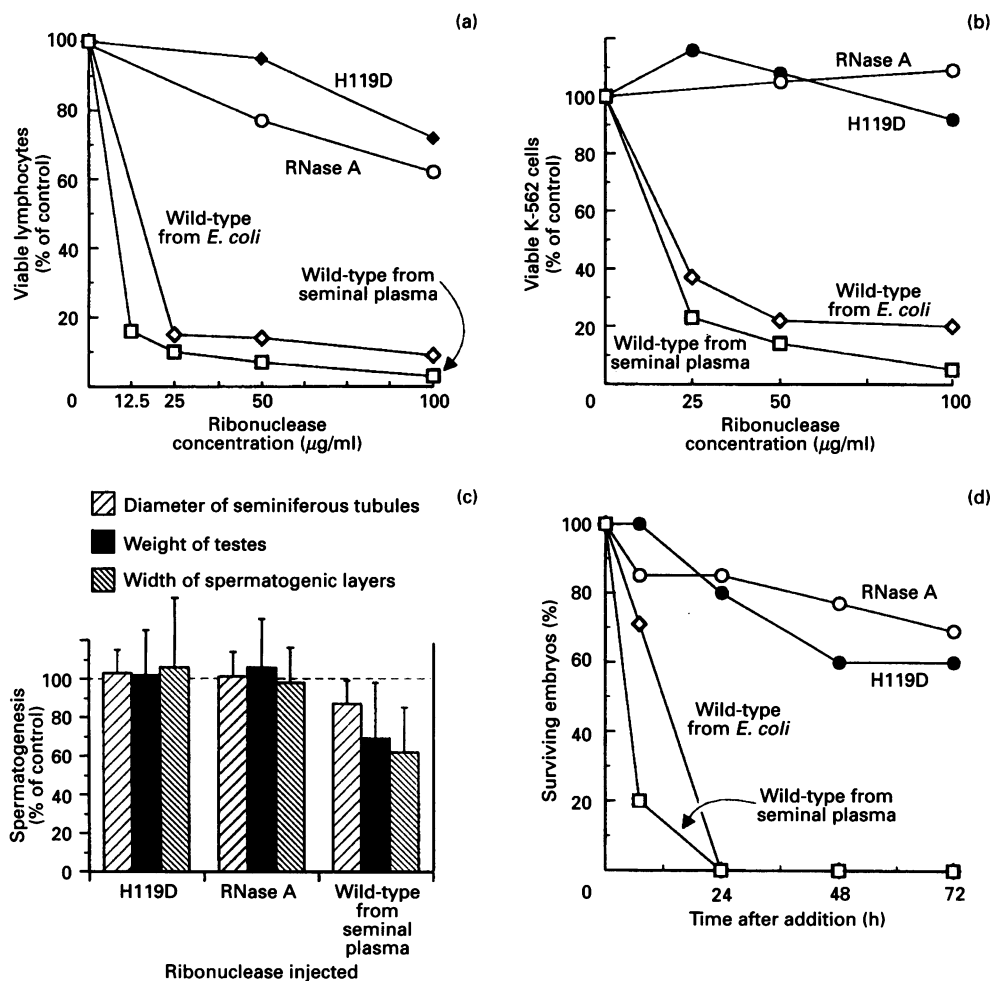 (a)
100
80
60
40
20
0
12.5
25
50
100
Viable lymphocytes
(% of control)
H119D
RNase A
Wild-type
from E. coli
Wild-type from
seminal plasma
Ribonuclease
concentration (μg/ml)
(b)
100
80
60
40
20
0
25
50
100
Viable K-562 cells
(% of control)
RNase A
H119D
Wild-type
from E. coli
Wild-type from
seminal plasma
Ribonuclease
concentration (μg/ml)
(c)
Diameter of seminiferous tubules
Weight of testes
Width of spermatogenic layers
100
80
60
40
20
0
Spermatogenesis
(% of control)
H119D
RNase A
Wild-type
from
seminal
plasma
Ribonuclease injected
(d)
100
80
60
40
20
0
24
48
72
Surviving embryos (%)
RNase A
H119D
Wild-type
from E. coli
Wild-type from
seminal plasma
Time after addition (h)